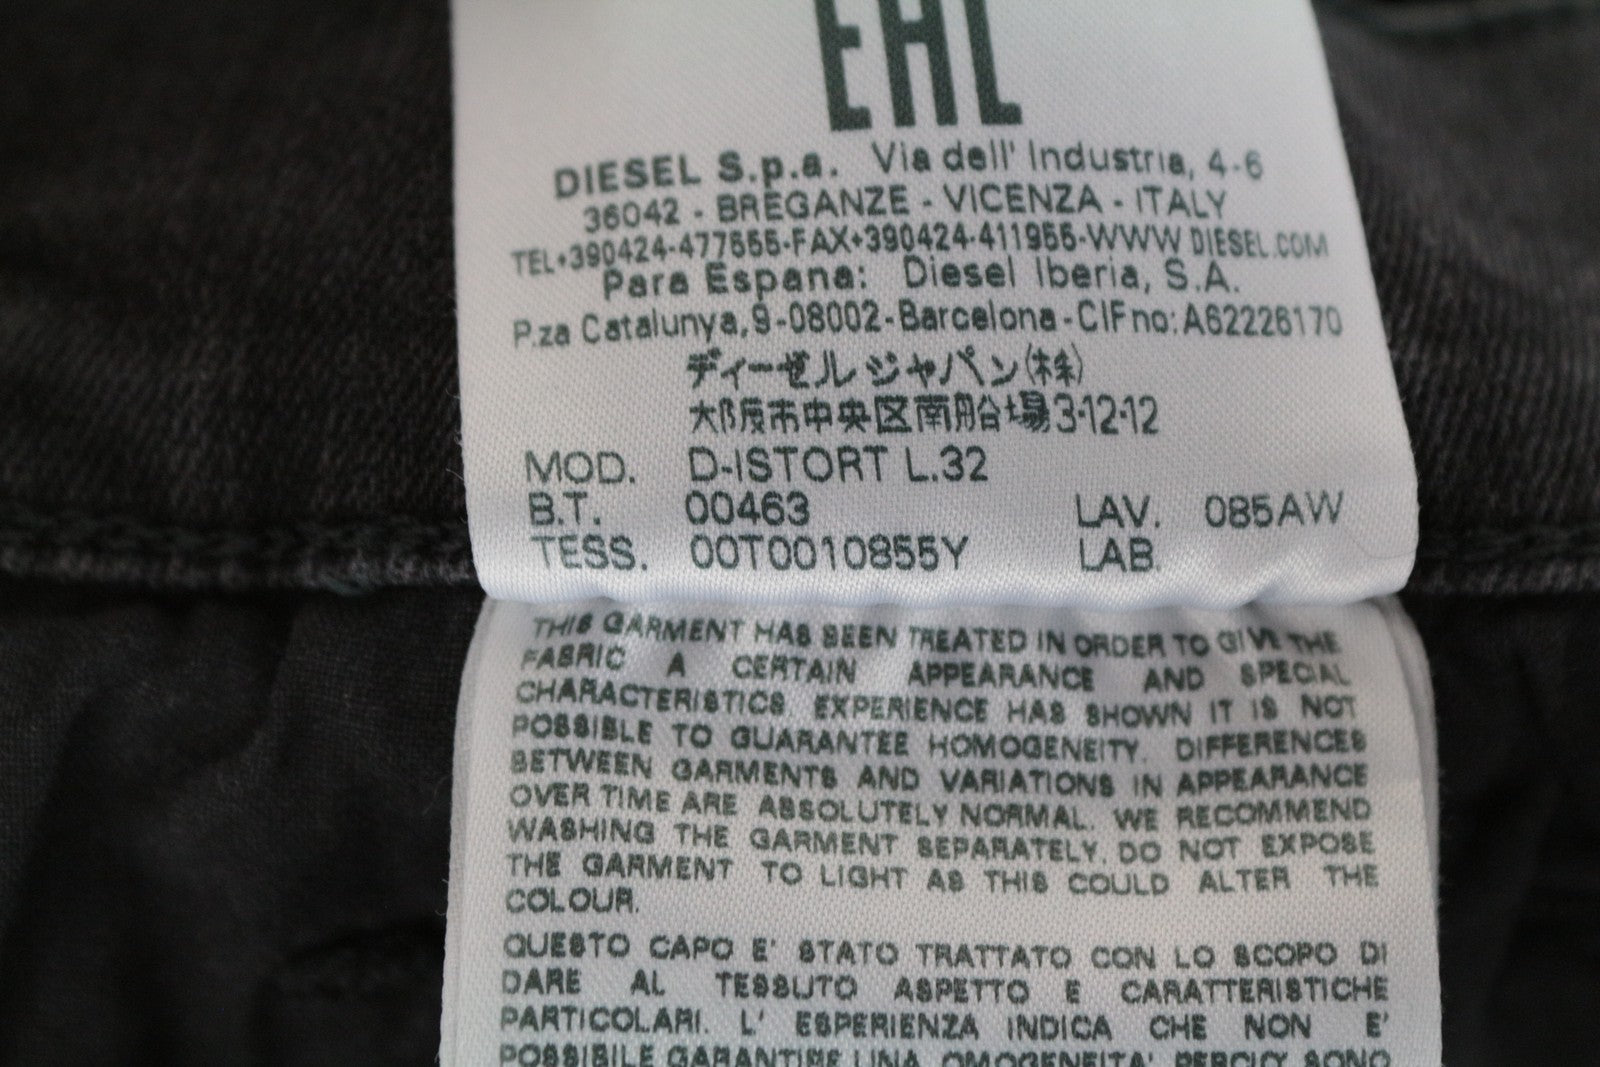 EAC
DIESEL S.p.a. Via dell' Industria, 4-6
36042 - BREGANZE - VICENZA - ITALY
TEL+390424-477555-FAX+390424-411955-WWW DIESEL.COM
Para Espana: Diesel Iberia, S.A.
P.za Catalunya, 9-08002-Barcelona-CIF no: A62226170
ディーゼル ジャパン(株)
大阪市中央区南船場3-12-12
MOD. D-ISTORT L.32
B.T. 00463 LAV. 085AW
TESS. 00T0010855Y LAB.
THIS GARMENT HAS BEEN TREATED IN ORDER TO GIVE THE
FABRIC A CERTAIN APPEARANCE AND SPECIAL
CHARACTERISTICS. EXPERIENCE HAS SHOWN IT IS NOT
POSSIBLE TO GUARANTEE HOMOGENEITY. DIFFERENCES
BETWEEN GARMENTS AND VARIATIONS IN APPEARANCE
OVER TIME ARE ABSOLUTELY NORMAL. WE RECOMMEND
WASHING THE GARMENT SEPARATELY. DO NOT EXPOSE
THE GARMENT TO LIGHT AS THIS COULD ALTER THE
COLOUR.
QUESTO CAPO E' STATO TRATTATO CON LO SCOPO DI
DARE AL TESSUTO ASPETTO E CARATTERISTICHE
PARTICOLARI. L' ESPERIENZA INDICA CHE NON E'
POSSIBILE GARANTIRE UNA OMOGENEITA' PERCIO' SONO